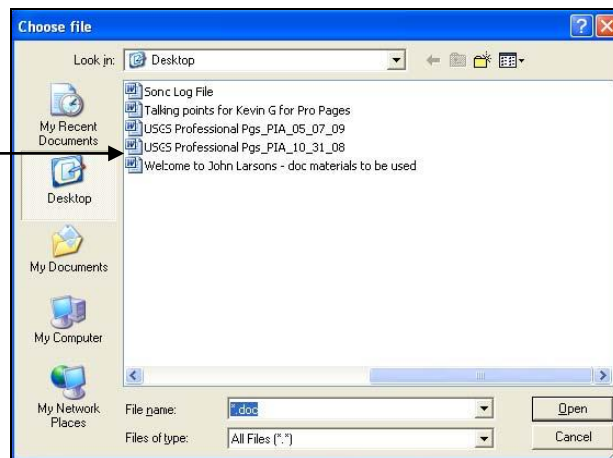 Choose file
Look in: Desktop
Sonc Log File
Talking points for Kevin G for Pro Pages
USGS Professional Pgs_PIA_05_07_09
USGS Professional Pgs_PIA_10_31_08
Welcome to John Larsons - doc materials to be used
My Recent
Documents
Desktop
My Documents
My Computer
My Network
Places
File name: *.doc Open
Files of type: All Files (*.*) Cancel